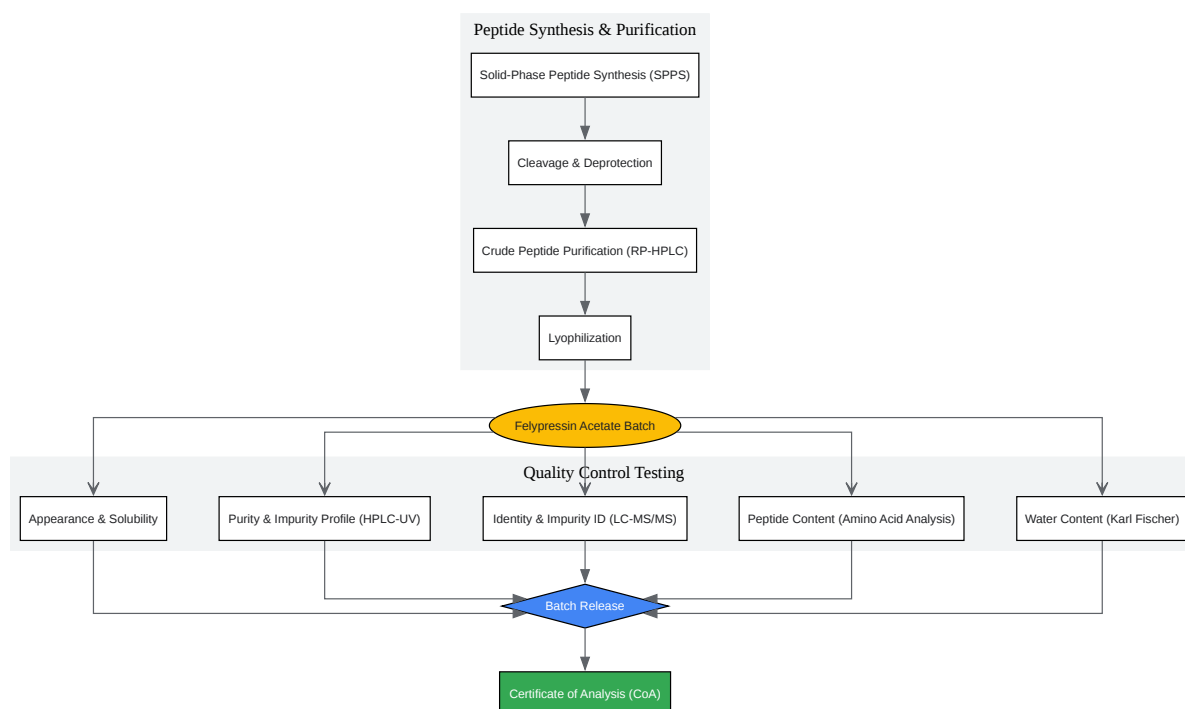 Peptide Synthesis & Purification
Solid-Phase Peptide Synthesis (SPPS)
Cleavage & Deprotection
Crude Peptide Purification (RP-HPLC)
Lyophilization
Felypressin Acetate Batch
Quality Control Testing
Appearance & Solubility
Purity & Impurity Profile (HPLC-UV)
Identity & Impurity ID (LC-MS/MS)
Peptide Content (Amino Acid Analysis)
Water Content (Karl Fischer)
Batch Release
Certificate of Analysis (CoA)